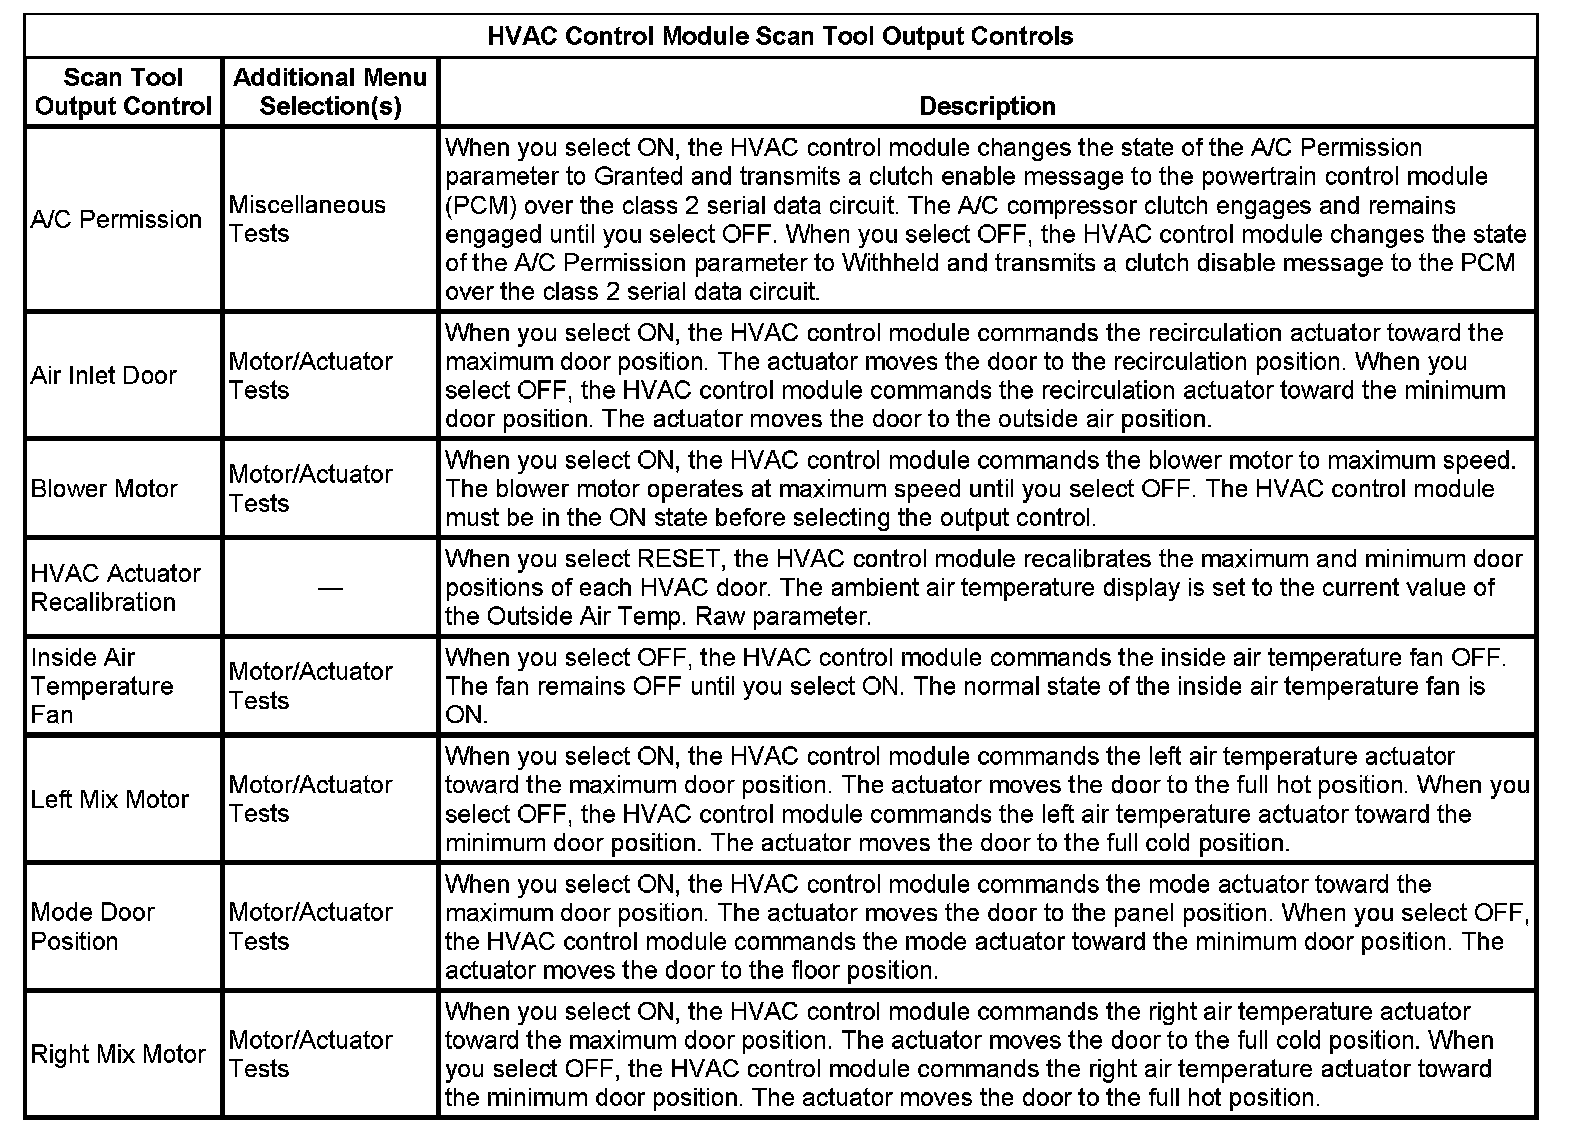 HVAC Control Module Scan Tool Output Controls
Scan Tool
Output Control
Additional Menu
Selection(s)
Description
A/C Permission
Miscellaneous
Tests
When you select ON, the HVAC control module changes the state of the A/C Permission
parameter to Granted and transmits a clutch enable message to the powertrain control module
(PCM) over the class 2 serial data circuit. The A/C compressor clutch engages and remains
engaged until you select OFF. When you select OFF, the HVAC control module changes the state
of the A/C Permission parameter to Withheld and transmits a clutch disable message to the PCM
over the class 2 serial data circuit.
Air Inlet Door
Motor/Actuator
Tests
When you select ON, the HVAC control module commands the recirculation actuator toward the
maximum door position. The actuator moves the door to the recirculation position. When you
select OFF, the HVAC control module commands the recirculation actuator toward the minimum
door position. The actuator moves the door to the outside air position.
Blower Motor
Motor/Actuator
Tests
When you select ON, the HVAC control module commands the blower motor to maximum speed.
The blower motor operates at maximum speed until you select OFF. The HVAC control module
must be in the ON state before selecting the output control.
HVAC Actuator
Recalibration
—
When you select RESET, the HVAC control module recalibrates the maximum and minimum door
positions of each HVAC door. The ambient air temperature display is set to the current value of
the Outside Air Temp. Raw parameter.
Inside Air
Temperature
Fan
Motor/Actuator
Tests
When you select OFF, the HVAC control module commands the inside air temperature fan OFF.
The fan remains OFF until you select ON. The normal state of the inside air temperature fan is
ON.
Left Mix Motor
Motor/Actuator
Tests
When you select ON, the HVAC control module commands the left air temperature actuator
toward the maximum door position. The actuator moves the door to the full hot position. When you
select OFF, the HVAC control module commands the left air temperature actuator toward the
minimum door position. The actuator moves the door to the full cold position.
Mode Door
Position
Motor/Actuator
Tests
When you select ON, the HVAC control module commands the mode actuator toward the
maximum door position. The actuator moves the door to the panel position. When you select OFF,
the HVAC control module commands the mode actuator toward the minimum door position. The
actuator moves the door to the floor position.
Right Mix Motor
Motor/Actuator
Tests
When you select ON, the HVAC control module commands the right air temperature actuator
toward the maximum door position. The actuator moves the door to the full cold position. When
you select OFF, the HVAC control module commands the right air temperature actuator toward
the minimum door position. The actuator moves the door to the full hot position.